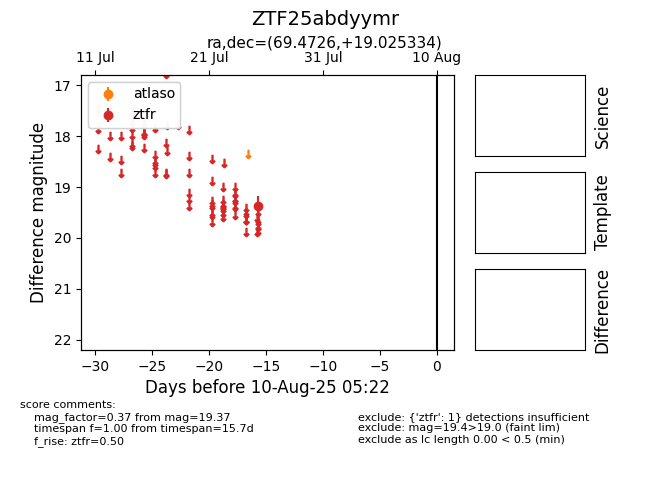 ZTF25abdyymr
ra,dec=(69.4726,+19.025334)
11 Jul 21 Jul 31 Jul 10 Aug
atlaso
ztfr
17
18
19
20
21
22
Difference magnitude
−30 −25 −20 −15 −10 −5 0
Days before 10-Aug-25 05:22
Science
Template
Difference
score comments:
mag_factor=0.37 from mag=19.37
timespan f=1.00 from timespan=15.7d
f_rise: ztfr=0.50
exclude: {'ztfr': 1} detections insufficient
exclude: mag=19.4>19.0 (faint lim)
exclude as lc length 0.00 < 0.5 (min)